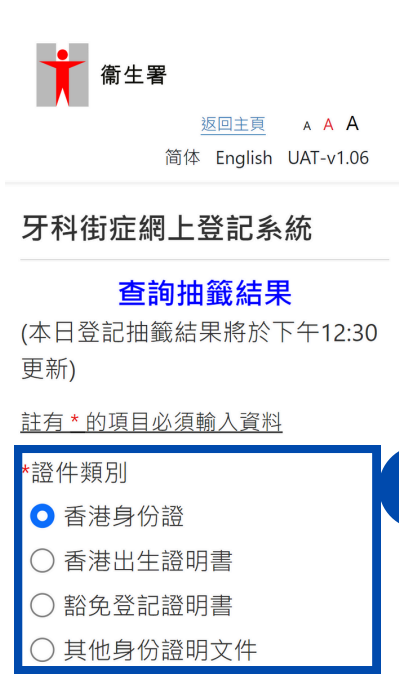 衞生署
返回主頁 A A A
简体 English UAT-v1.06
牙科街症網上登記系統
查詢抽籤結果
(本日登記抽籤結果將於下午12:30
更新)
註有 * 的項目必須輸入資料
*證件類別
香港身份證
香港出生證明書
豁免登記證明書
其他身份證明文件